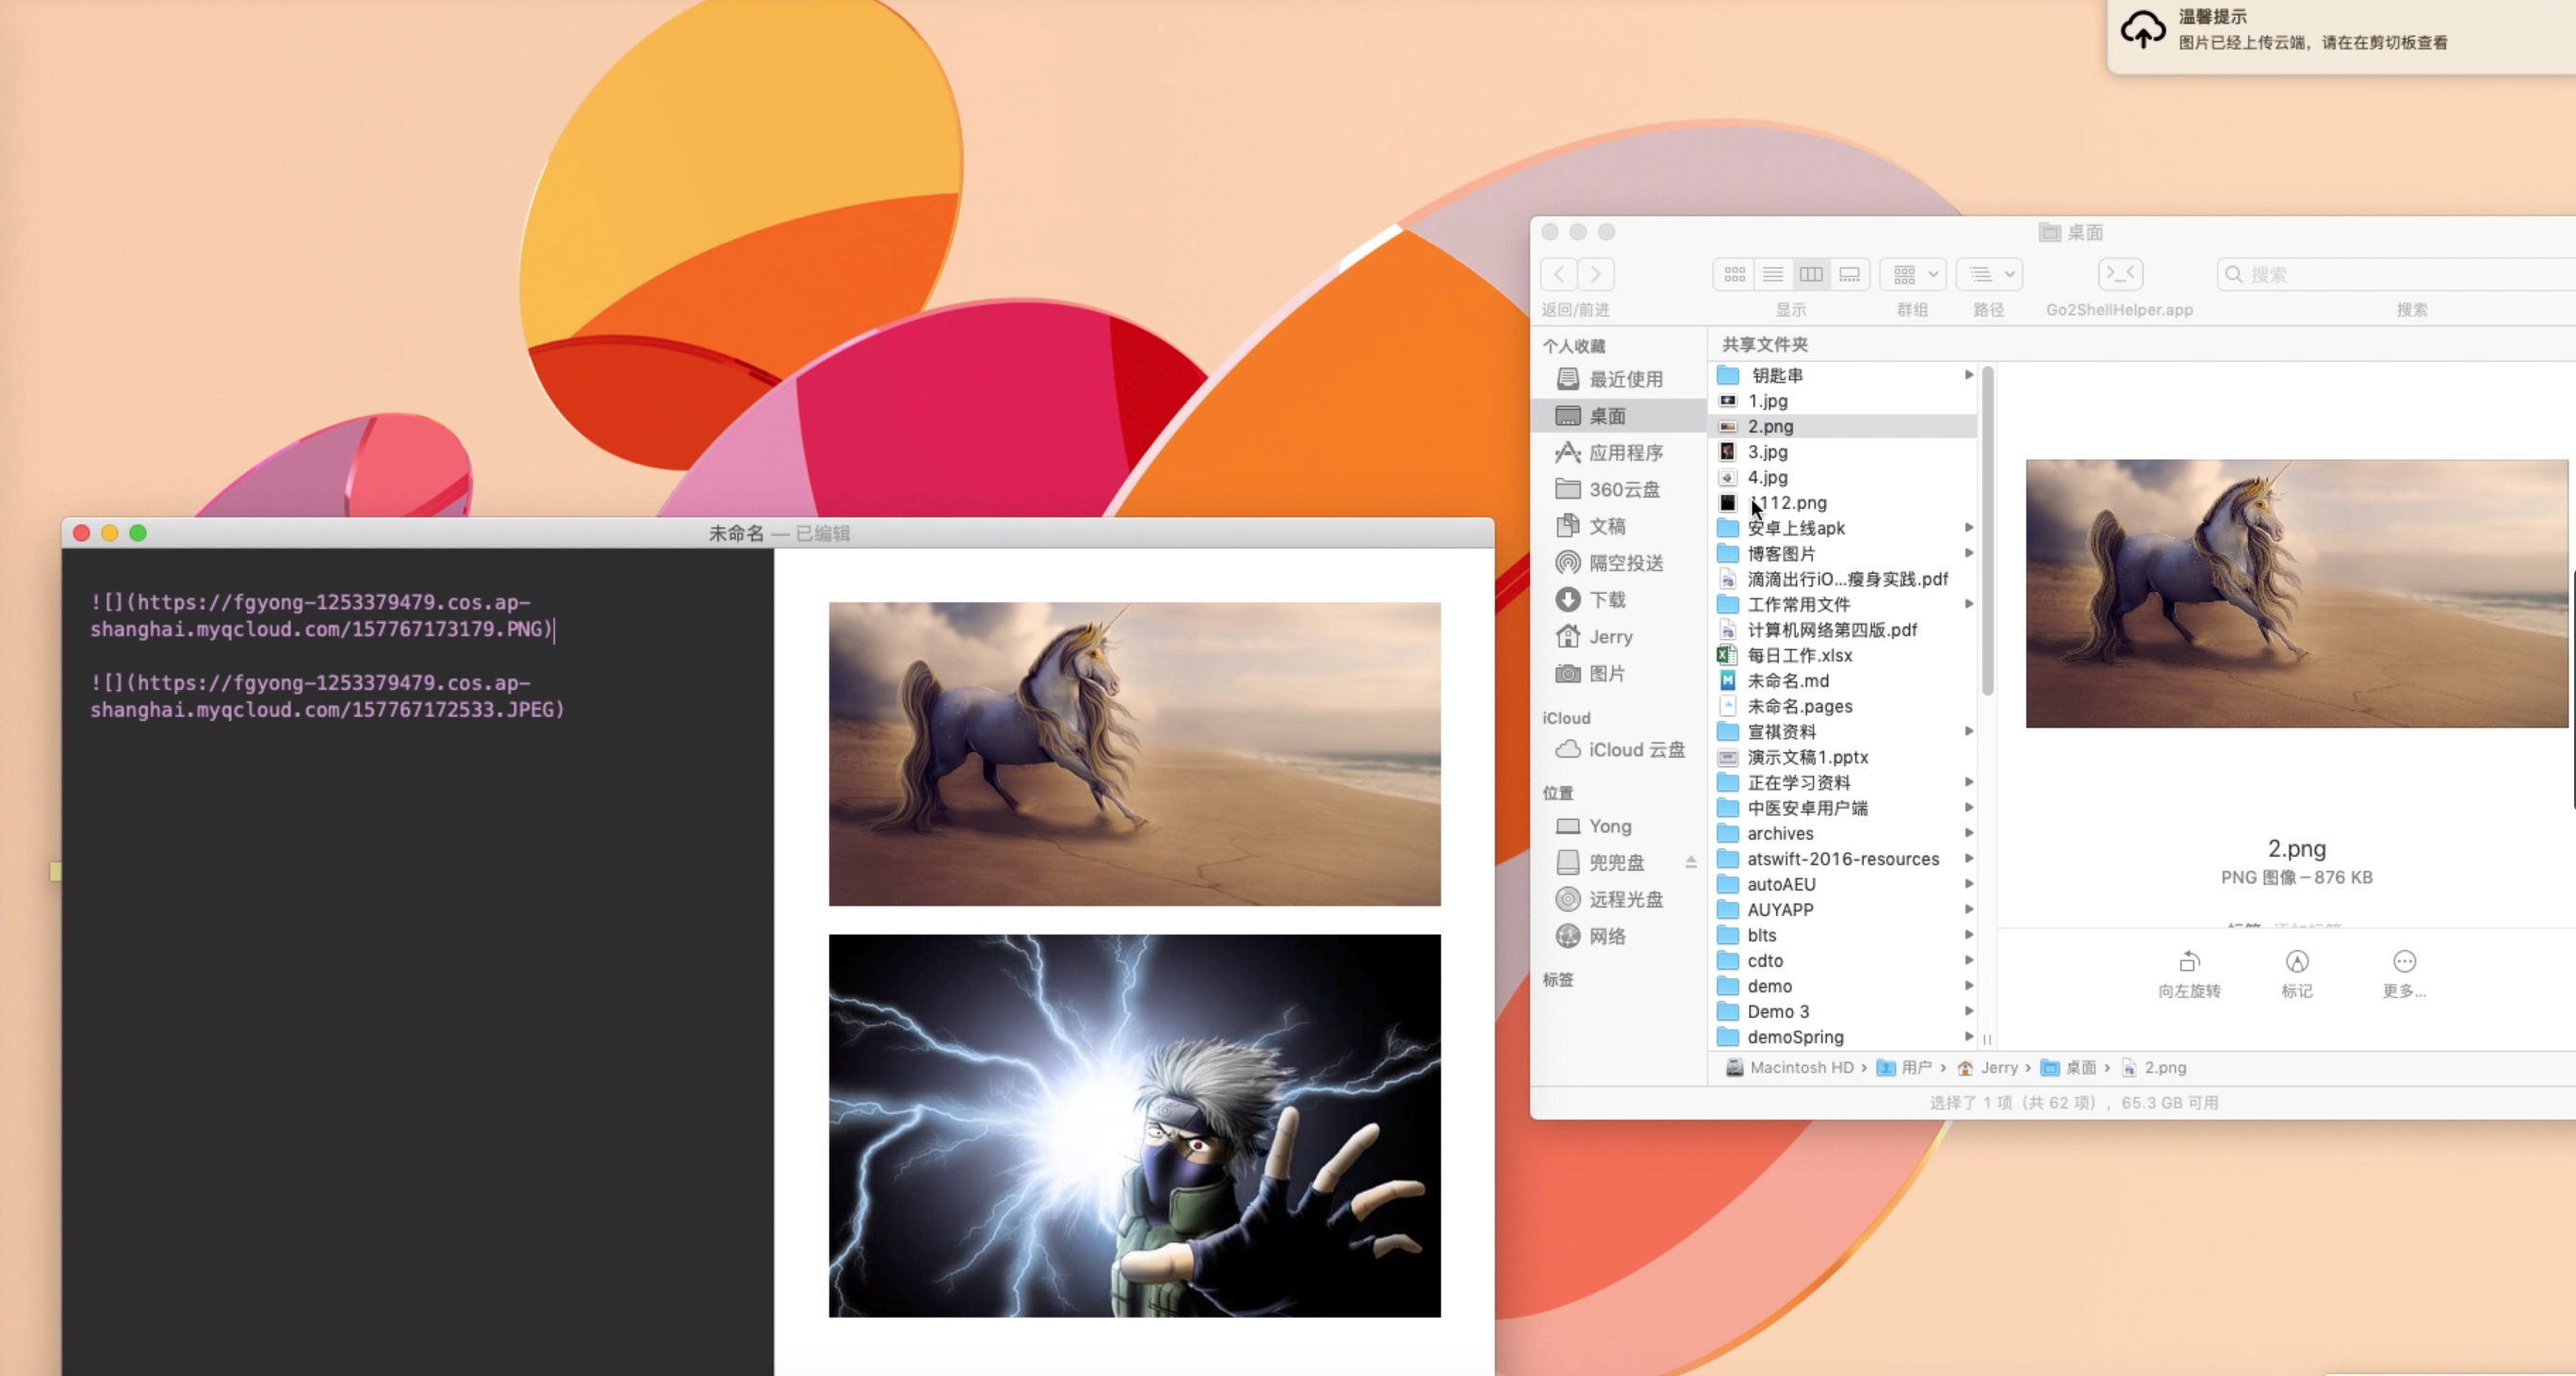 温馨提示
图片已经上传云端，请在在剪切板查看
未命名 — 已编辑
![](https://fgyong-1253379479.cos.ap-
shanghai.myqcloud.com/157767173179.PNG)
![](https://fgyong-1253379479.cos.ap-
shanghai.myqcloud.com/157767172533.JPEG)
桌面
搜索
返回/前进
显示
群组
路径
Go2ShellHelper.app
搜索
个人收藏
最近使用
桌面
应用程序
360云盘
文稿
隔空投送
下载
Jerry
图片
iCloud
iCloud 云盘
位置
Yong
兜兜盘
远程光盘
网络
标签
共享文件夹
钥匙串
1.jpg
2.png
3.jpg
4.jpg
1112.png
安卓上线apk
博客图片
滴滴出行iO...瘦身实践.pdf
工作常用文件
计算机网络第四版.pdf
每日工作.xlsx
未命名.md
未命名.pages
宣祺资料
演示文稿1.pptx
正在学习资料
中医安卓用户端
archives
atswift-2016-resources
autoAEU
AUYAPP
blts
cdto
demo
Demo 3
demoSpring
2.png
PNG 图像 – 876 KB
向左旋转
标记
更多...
Macintosh HD › 用户 › Jerry › 桌面 › 2.png
选择了 1 项（共 62 项），65.3 GB 可用